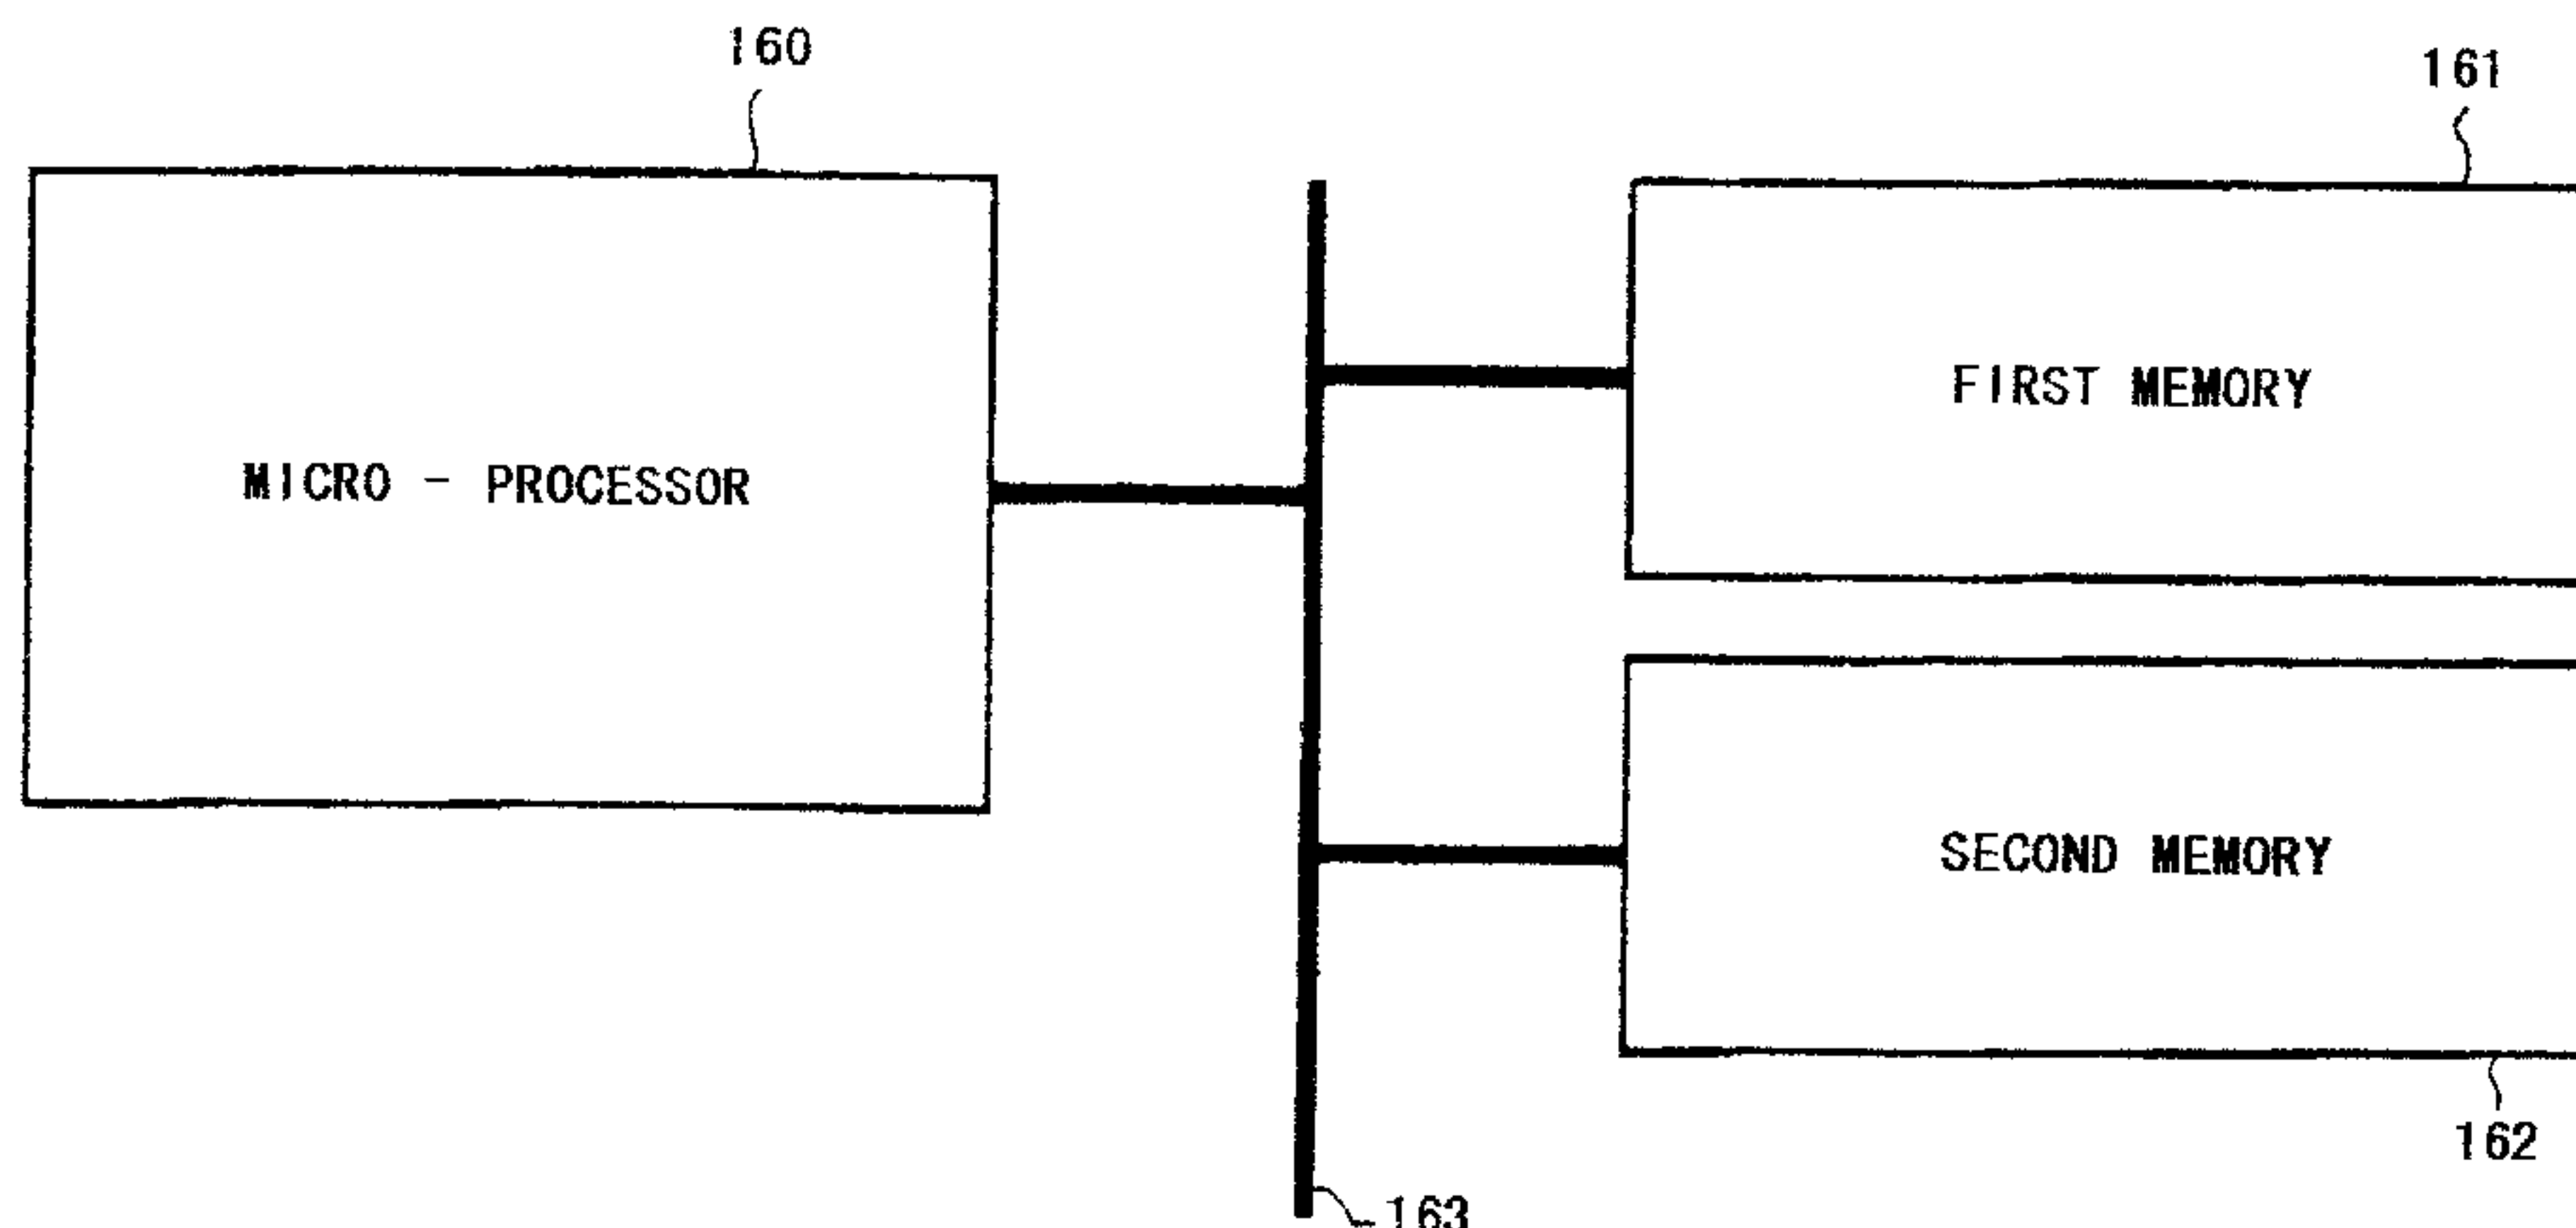 160
161
MICRO - PROCESSOR
FIRST MEMORY
SECOND MEMORY
162
163